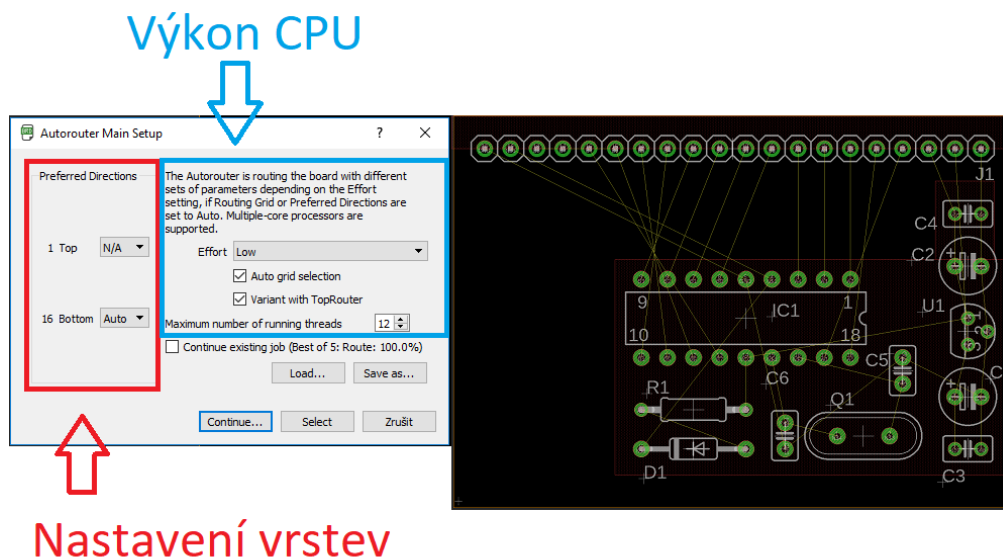 Výkon CPU
Autorouter Main Setup
?
Preferred Directions
1 Top N/A
16 Bottom Auto
The Autorouter is routing the board with different
sets of parameters depending on the Effort
setting, if Routing Grid or Preferred Directions are
set to Auto. Multiple-core processors are
supported.
Effort Low
Auto grid selection
Variant with TopRouter
Maximum number of running threads 12
Continue existing job (Best of 5: Route: 100.0%)
Load... Save as...
Continue... Select Zrušit
Nastavení vrstev
J1
C4
C2
+
9 1
IC1
10 18
U1
1
2
3
C5
C6
R1
C
+
Q1
D1
C3